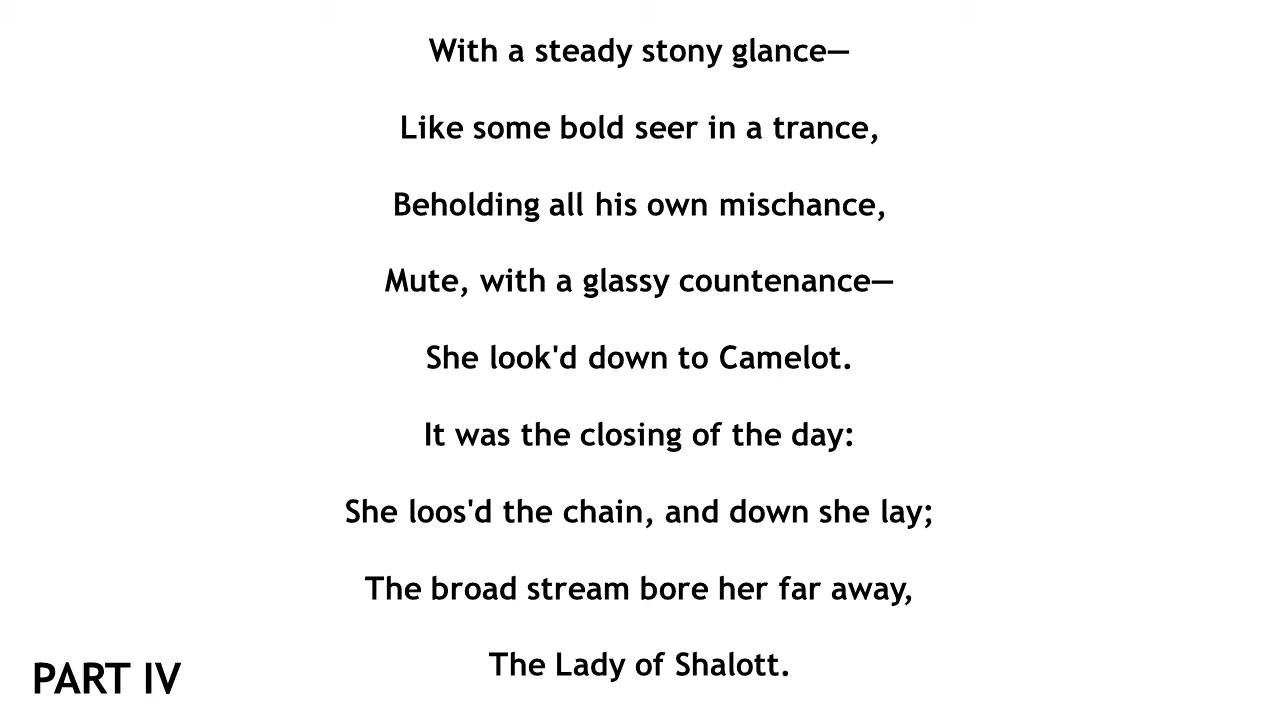 With a steady stony glance—
Like some bold seer in a trance,
Beholding all his own mischance,
Mute, with a glassy countenance—
She look'd down to Camelot.
It was the closing of the day:
She loos'd the chain, and down she lay;
The broad stream bore her far away,
The Lady of Shalott.
PART IV